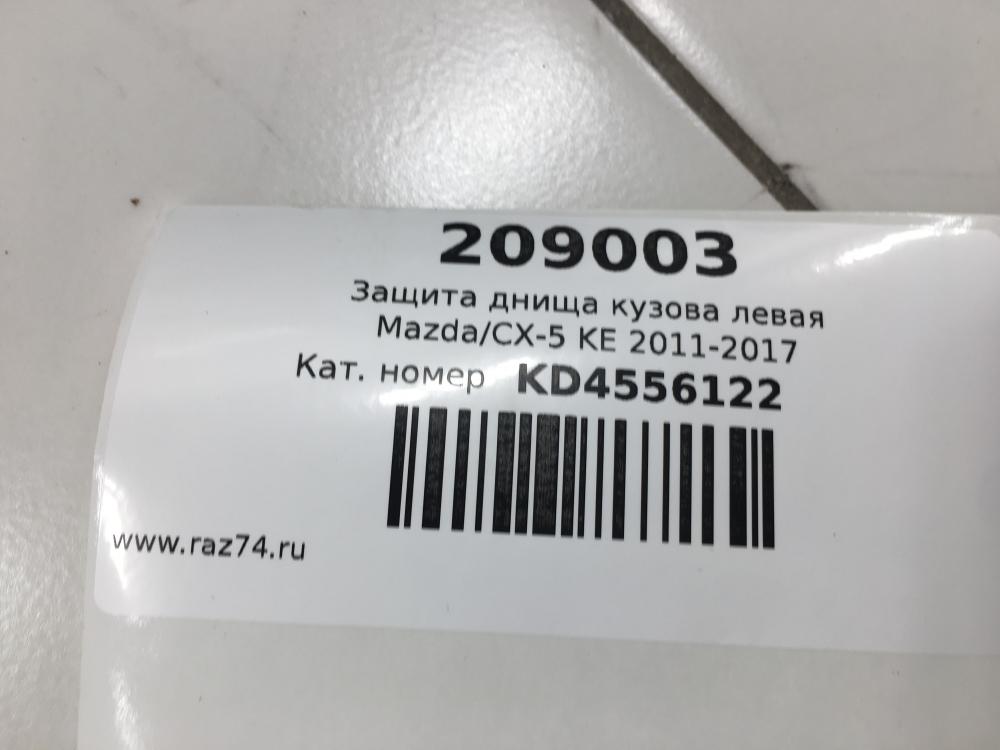 209003
Защита днища кузова левая
Mazda/CX-5 KE 2011-2017
Кат. номер KD4556122
www.raz74.ru